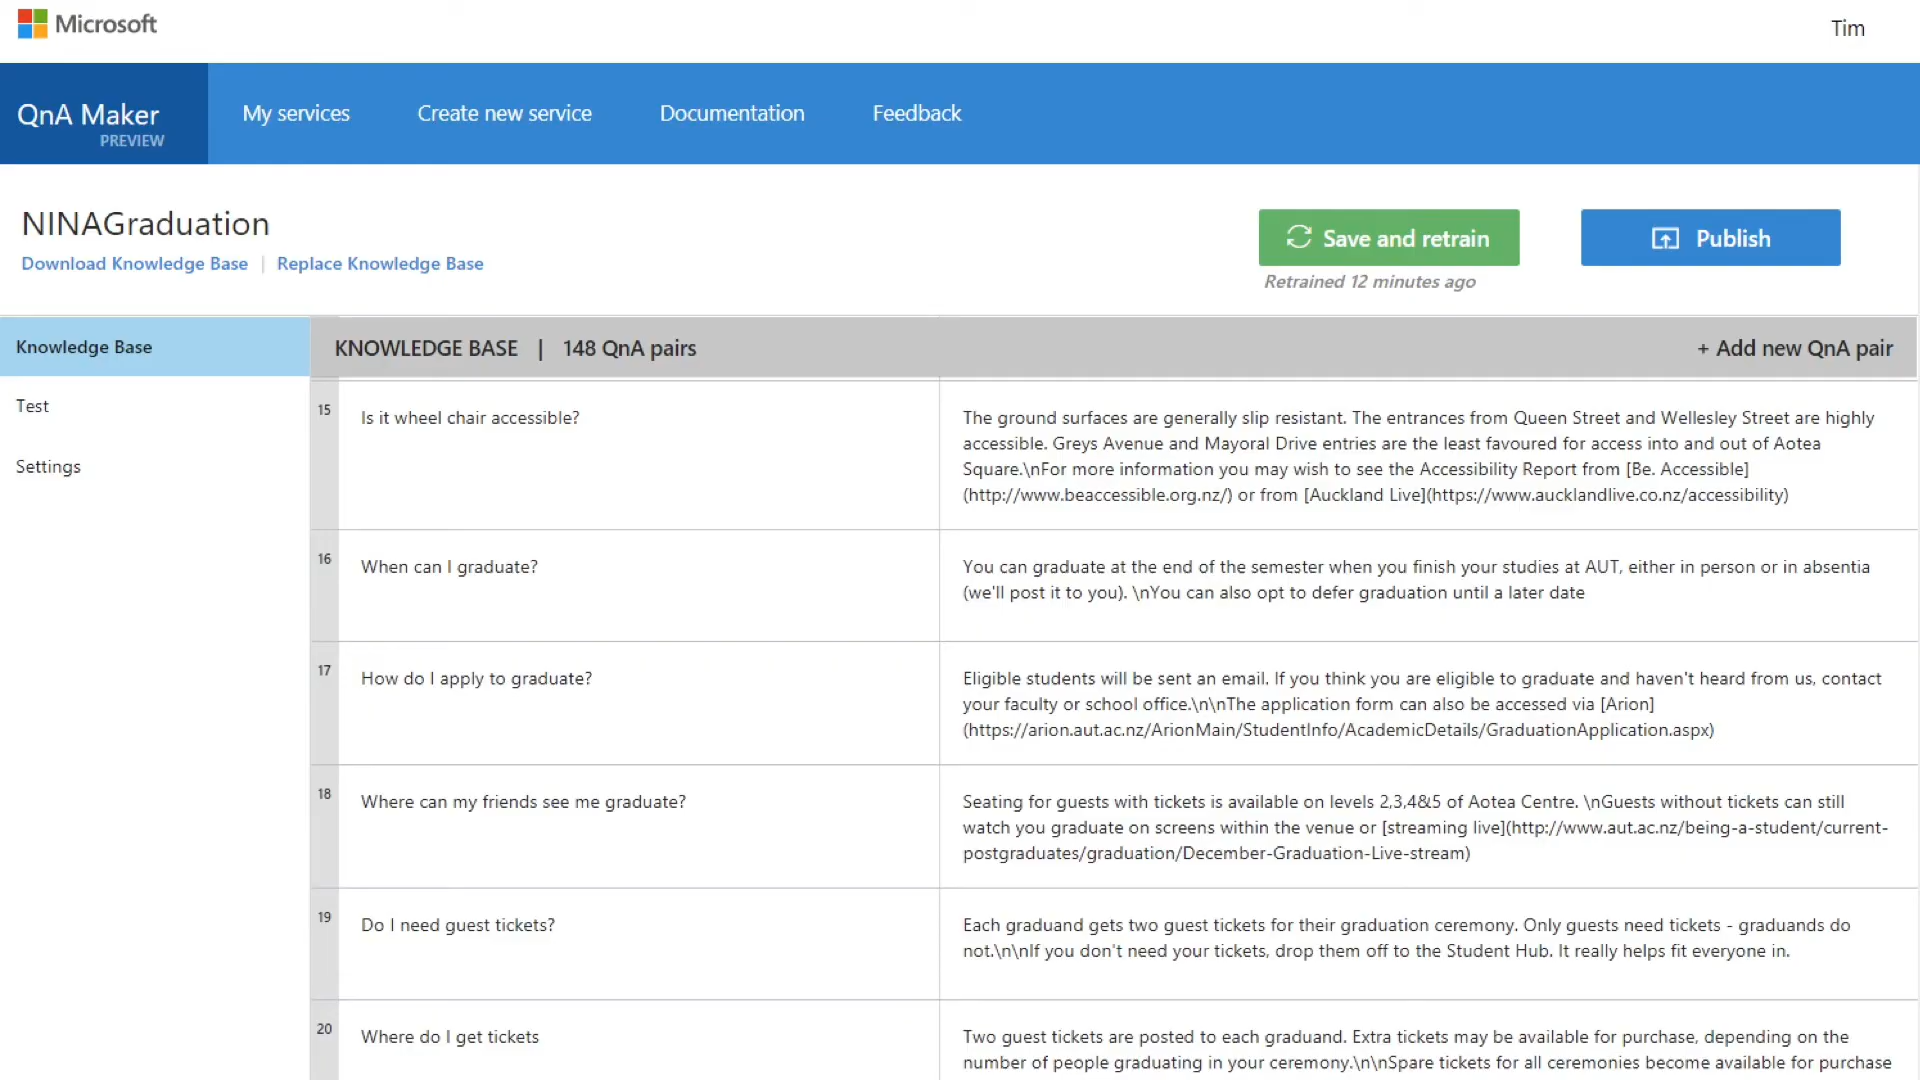 Microsoft
Tim
QnA Maker
PREVIEW
My services
Create new service
Documentation
Feedback
NINAGraduation
Download Knowledge Base | Replace Knowledge Base
Save and retrain
Publish
Retrained 12 minutes ago
Knowledge Base
Test
Settings
KNOWLEDGE BASE | 148 QnA pairs
+ Add new QnA pair
15
Is it wheel chair accessible?
The ground surfaces are generally slip resistant. The entrances from Queen Street and Wellesley Street are highly
accessible. Greys Avenue and Mayoral Drive entries are the least favoured for access into and out of Aotea
Square.\nFor more information you may wish to see the Accessibility Report from [Be. Accessible]
(http://www.beaccessible.org.nz/) or from [Auckland Live](https://www.aucklandlive.co.nz/accessibility)
16
When can I graduate?
You can graduate at the end of the semester when you finish your studies at AUT, either in person or in absentia
(we'll post it to you). \nYou can also opt to defer graduation until a later date
17
How do I apply to graduate?
Eligible students will be sent an email. If you think you are eligible to graduate and haven't heard from us, contact
your faculty or school office.\n\nThe application form can also be accessed via [Arion]
(https://arion.aut.ac.nz/ArionMain/StudentInfo/AcademicDetails/GraduationApplication.aspx)
18
Where can my friends see me graduate?
Seating for guests with tickets is available on levels 2,3,4&5 of Aotea Centre. \nGuests without tickets can still
watch you graduate on screens within the venue or [streaming live](http://www.aut.ac.nz/being-a-student/current-
postgraduates/graduation/December-Graduation-Live-stream)
19
Do I need guest tickets?
Each graduand gets two guest tickets for their graduation ceremony. Only guests need tickets - graduands do
not.\n\nIf you don't need your tickets, drop them off to the Student Hub. It really helps fit everyone in.
20
Where do I get tickets
Two guest tickets are posted to each graduand. Extra tickets may be available for purchase, depending on the
number of people graduating in your ceremony.\n\nSpare tickets for all ceremonies become available for purchase